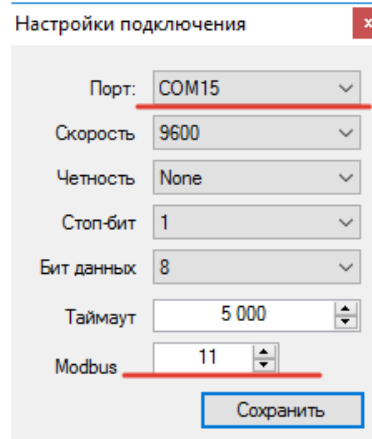 Настройки подключения x
Порт: COM15
Скорость 9600
Четность None
Стоп-бит 1
Бит данных 8
Таймаут 5 000
Modbus 11
Сохранить